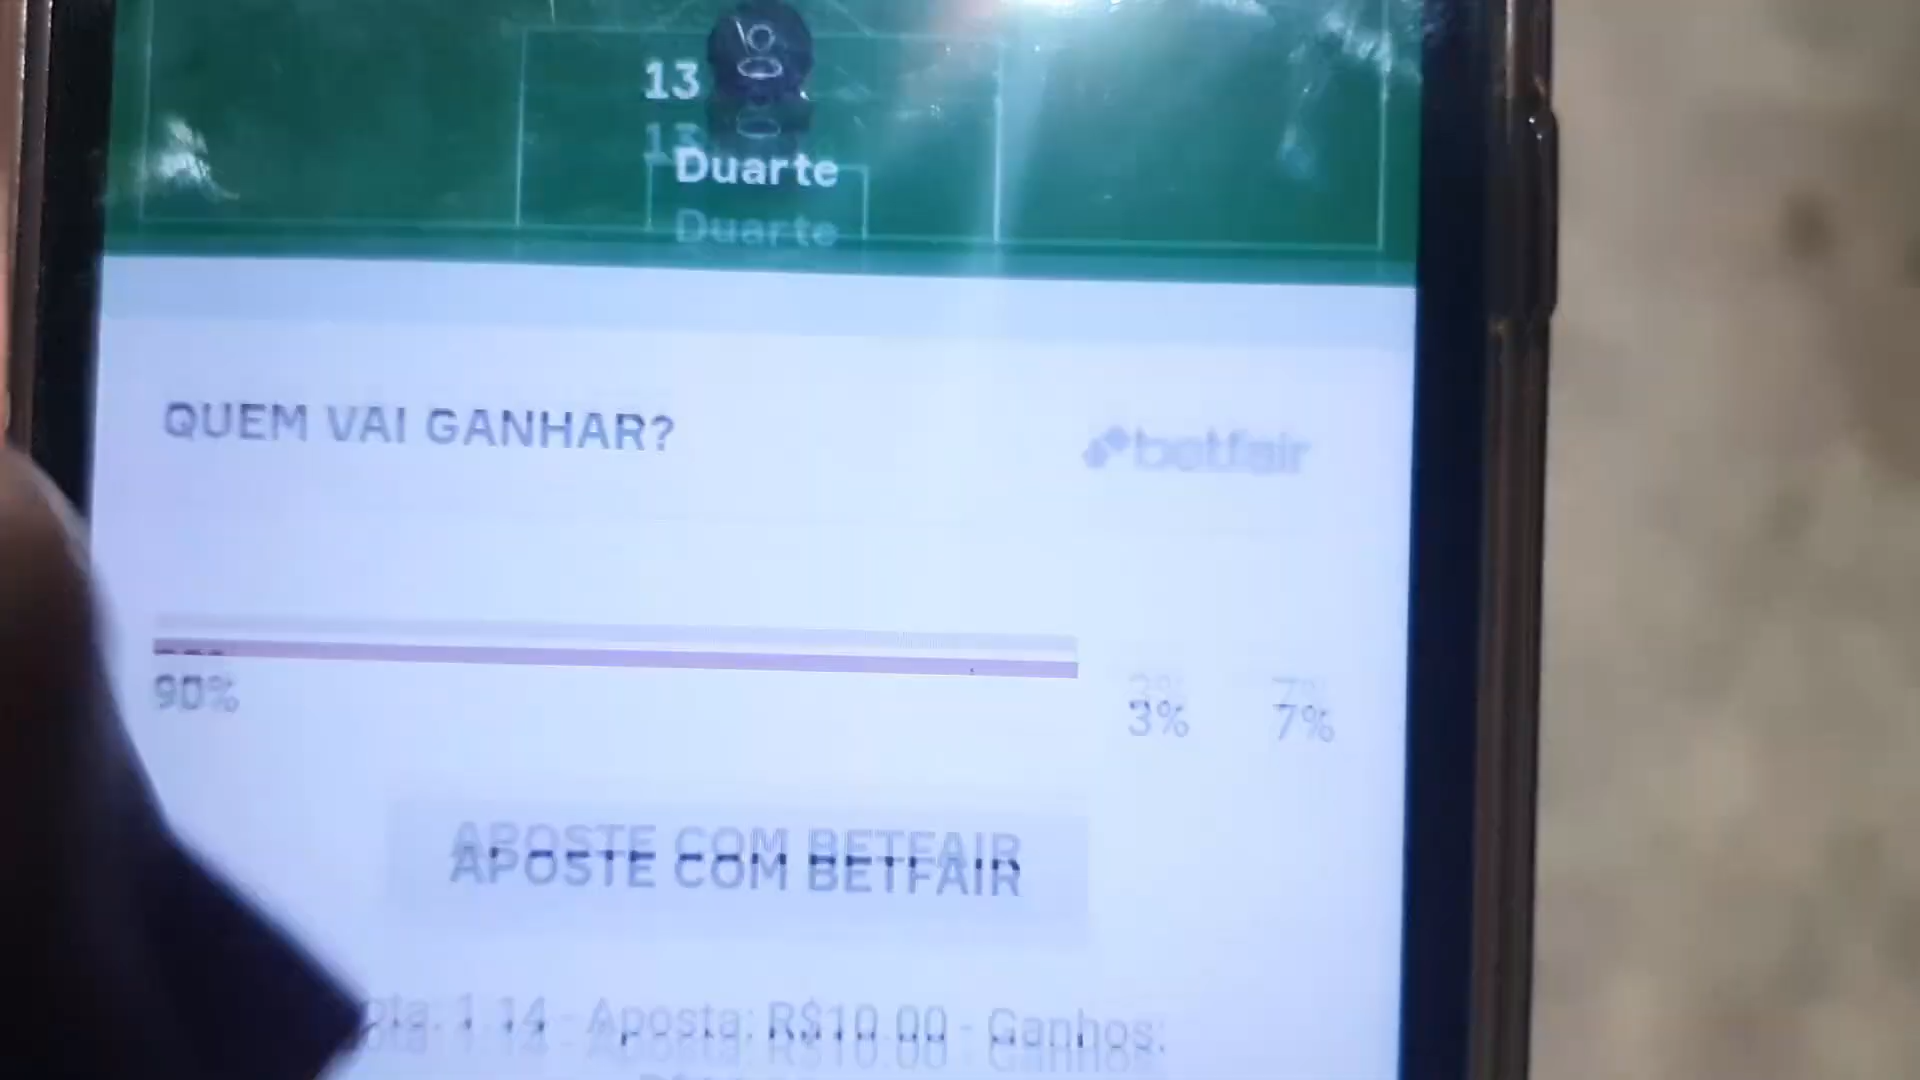 13
Duarte
QUEM VAI GANHAR?
betfair
90%
3%
7%
APOSTE COM BETFAIR
1.14 - Aposta: R$10.00 - Ganhos: